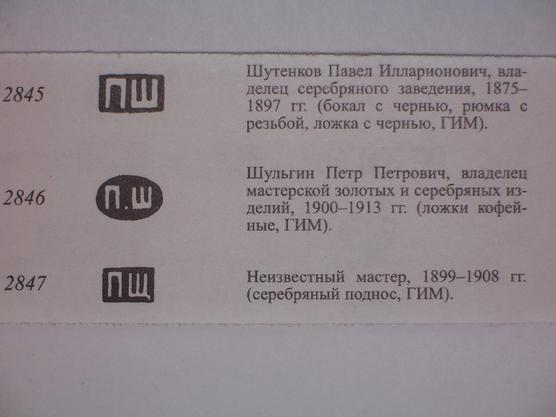 2845 ПШ Шутенков Павел Илларионович, вла-
делец серебряного заведения, 1875–
1897 гг. (бокал с чернью, рюмка с
резьбой, ложка с чернью, ГИМ).
2846 П.Ш Шульгин Петр Петрович, владелец
мастерской золотых и серебряных из-
делий, 1900–1913 гг. (ложки кофей-
ные, ГИМ).
2847 ПЩ Неизвестный мастер, 1899–1908 гг.
(серебряный поднос, ГИМ).